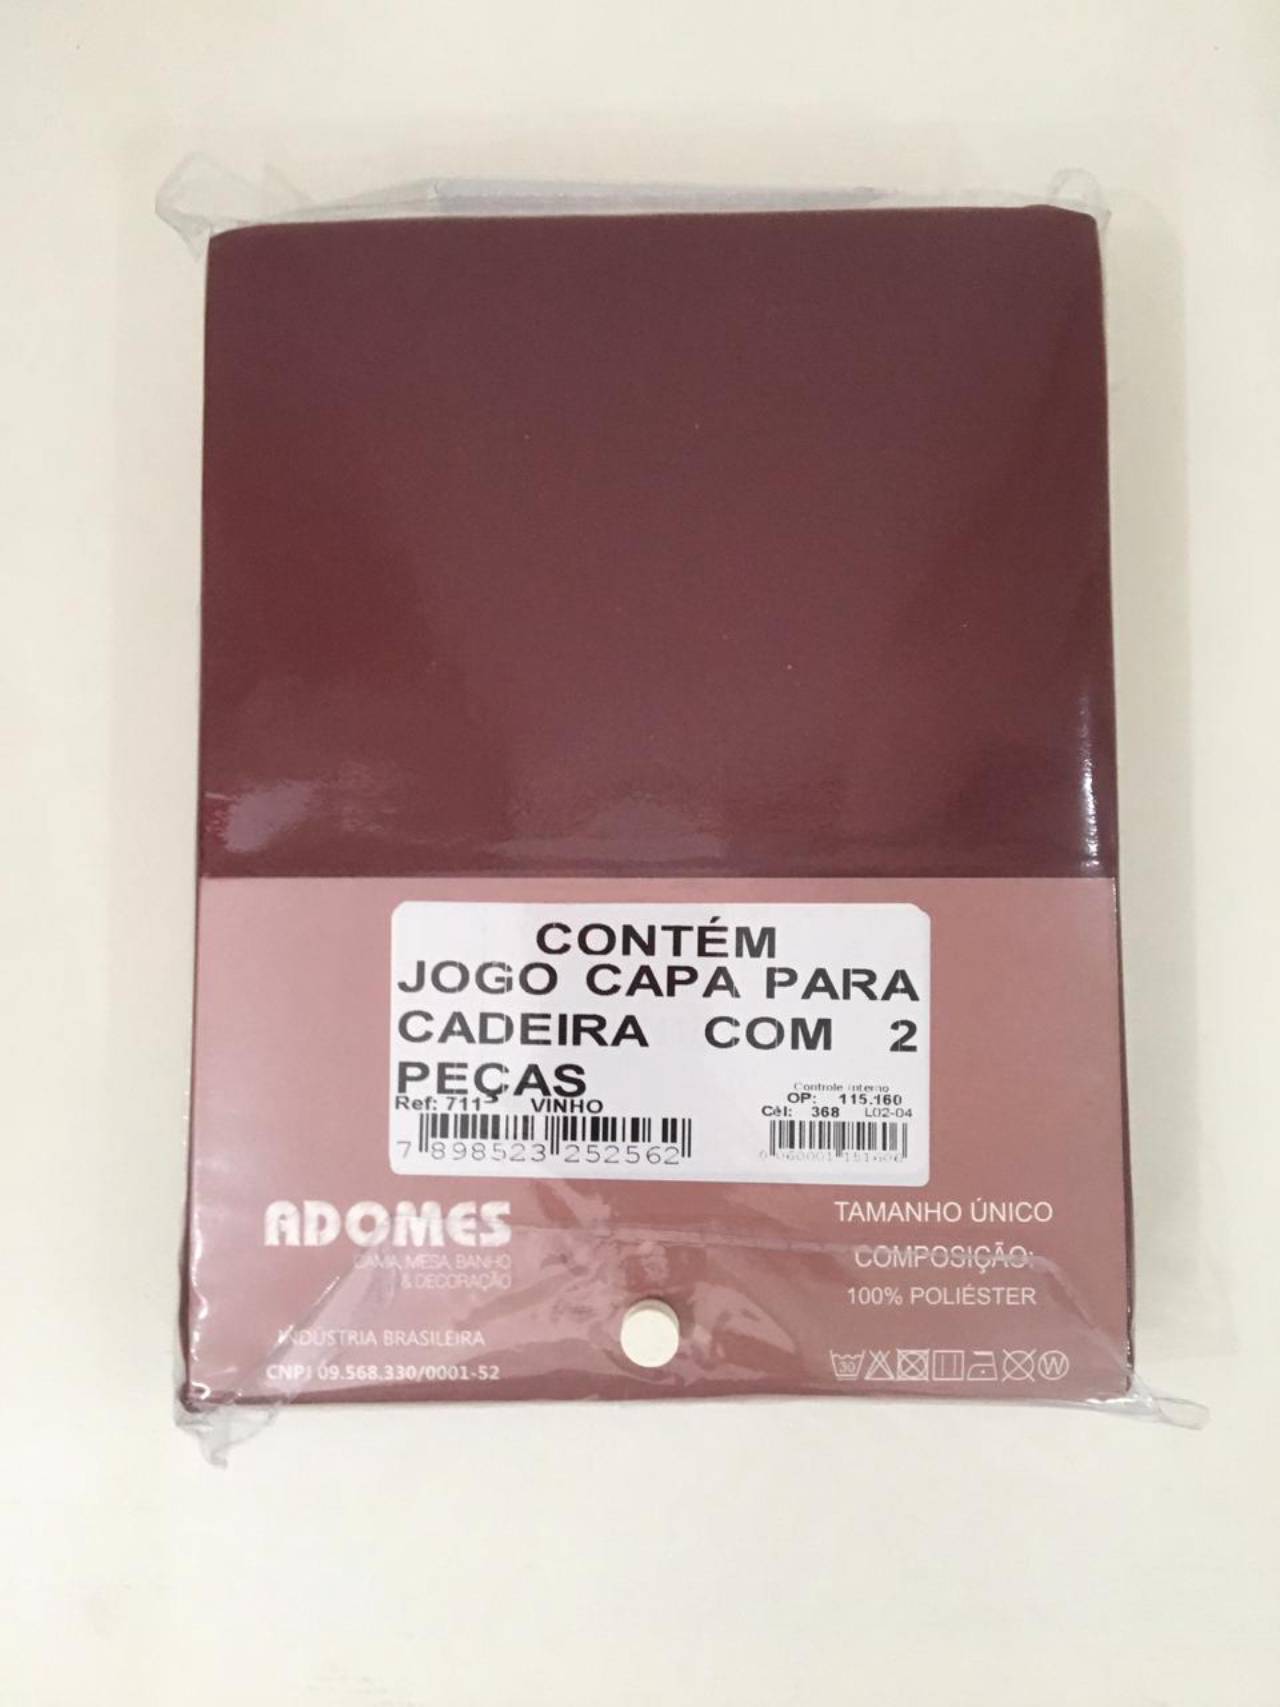 CONTÉM
JOGO CAPA PARA
CADEIRA COM 2
PEÇAS
Ref: 711 VINHO
7 898523 252562
Controle interno
OP: 115.160
Cél: 368 L02-04
ADOMES
CAMA, MESA, BANHO
& DECORAÇÃO
INDÚSTRIA BRASILEIRA
CNPJ 09.568.330/0001-52
TAMANHO ÚNICO
COMPOSIÇÃO:
100% POLIÉSTER
30
W